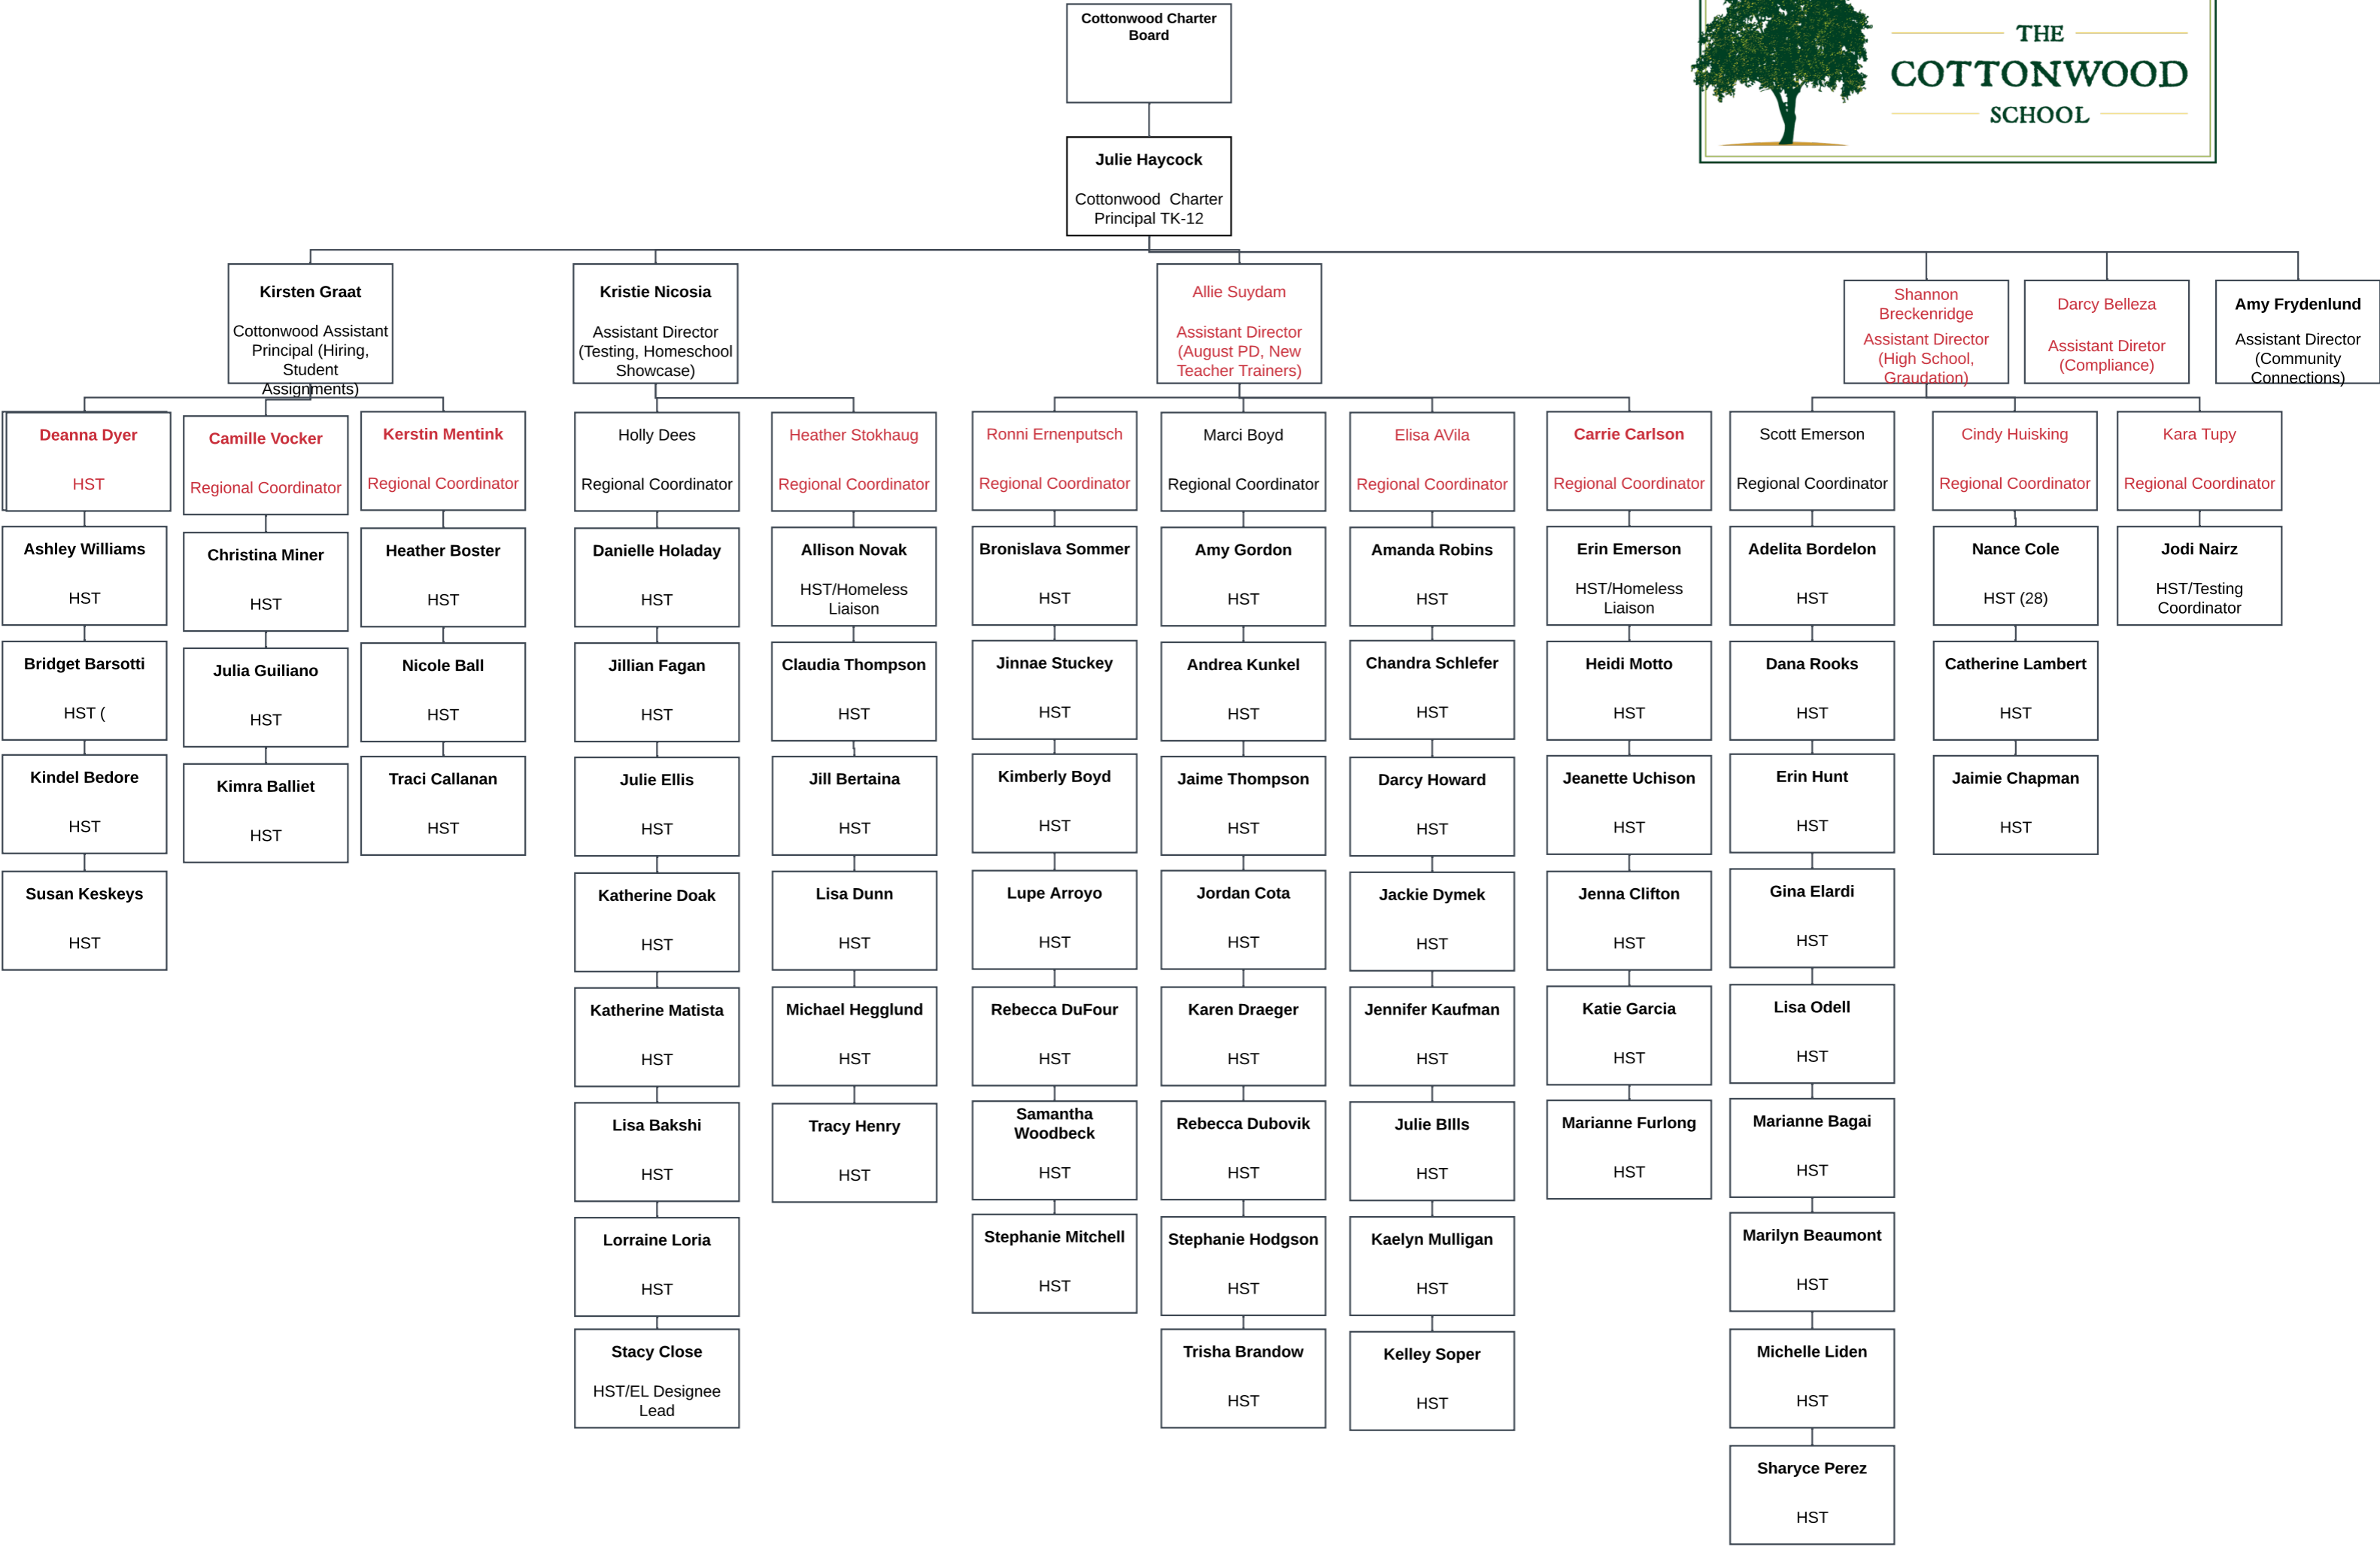 Cottonwood Charter
Board
THE
COTTONWOOD
SCHOOL
Julie Haycock
Cottonwood Charter
Principal TK-12
Kirsten Graat
Cottonwood Assistant
Principal (Hiring,
Student
Assignments)
Kristie Nicosia
Assistant Director
(Testing, Homeschool
Showcase)
Allie Suydam
Assistant Director
(August PD, New
Teacher Trainers)
Shannon
Breckenridge
Assistant Director
(High School,
Graudation)
Darcy Belleza
Assistant Diretor
(Compliance)
Amy Frydenlund
Assistant Director
(Community
Connections)
Deanna Dyer
HST
Ashley Williams
HST
Bridget Barsotti
HST (
Kindel Bedore
HST
Susan Keskeys
HST
Camille Vocker
Regional Coordinator
Christina Miner
HST
Julia Guiliano
HST
Kimra Balliet
HST
Kerstin Mentink
Regional Coordinator
Heather Boster
HST
Nicole Ball
HST
Traci Callanan
HST
Holly Dees
Regional Coordinator
Danielle Holaday
HST
Jillian Fagan
HST
Julie Ellis
HST
Katherine Doak
HST
Katherine Matista
HST
Lisa Bakshi
HST
Lorraine Loria
HST
Stacy Close
HST/EL Designee
Lead
Heather Stokhaug
Regional Coordinator
Allison Novak
HST/Homeless
Liaison
Claudia Thompson
HST
Jill Bertaina
HST
Lisa Dunn
HST
Michael Hegglund
HST
Tracy Henry
HST
Ronni Ernenputsch
Regional Coordinator
Bronislava Sommer
HST
Jinnae Stuckey
HST
Kimberly Boyd
HST
Lupe Arroyo
HST
Rebecca DuFour
HST
Samantha
Woodbeck
HST
Stephanie Mitchell
HST
Marci Boyd
Regional Coordinator
Amy Gordon
HST
Andrea Kunkel
HST
Jaime Thompson
HST
Jordan Cota
HST
Karen Draeger
HST
Rebecca Dubovik
HST
Stephanie Hodgson
HST
Trisha Brandow
HST
Elisa AVila
Regional Coordinator
Amanda Robins
HST
Chandra Schlefer
HST
Darcy Howard
HST
Jackie Dymek
HST
Jennifer Kaufman
HST
Julie BIlls
HST
Kaelyn Mulligan
HST
Kelley Soper
HST
Carrie Carlson
Regional Coordinator
Erin Emerson
HST/Homeless
Liaison
Heidi Motto
HST
Jeanette Uchison
HST
Jenna Clifton
HST
Katie Garcia
HST
Marianne Furlong
HST
Scott Emerson
Regional Coordinator
Adelita Bordelon
HST
Dana Rooks
HST
Erin Hunt
HST
Gina Elardi
HST
Lisa Odell
HST
Marianne Bagai
HST
Marilyn Beaumont
HST
Michelle Liden
HST
Sharyce Perez
HST
Cindy Huisking
Regional Coordinator
Nance Cole
HST (28)
Catherine Lambert
HST
Jaimie Chapman
HST
Kara Tupy
Regional Coordinator
Jodi Nairz
HST/Testing
Coordinator